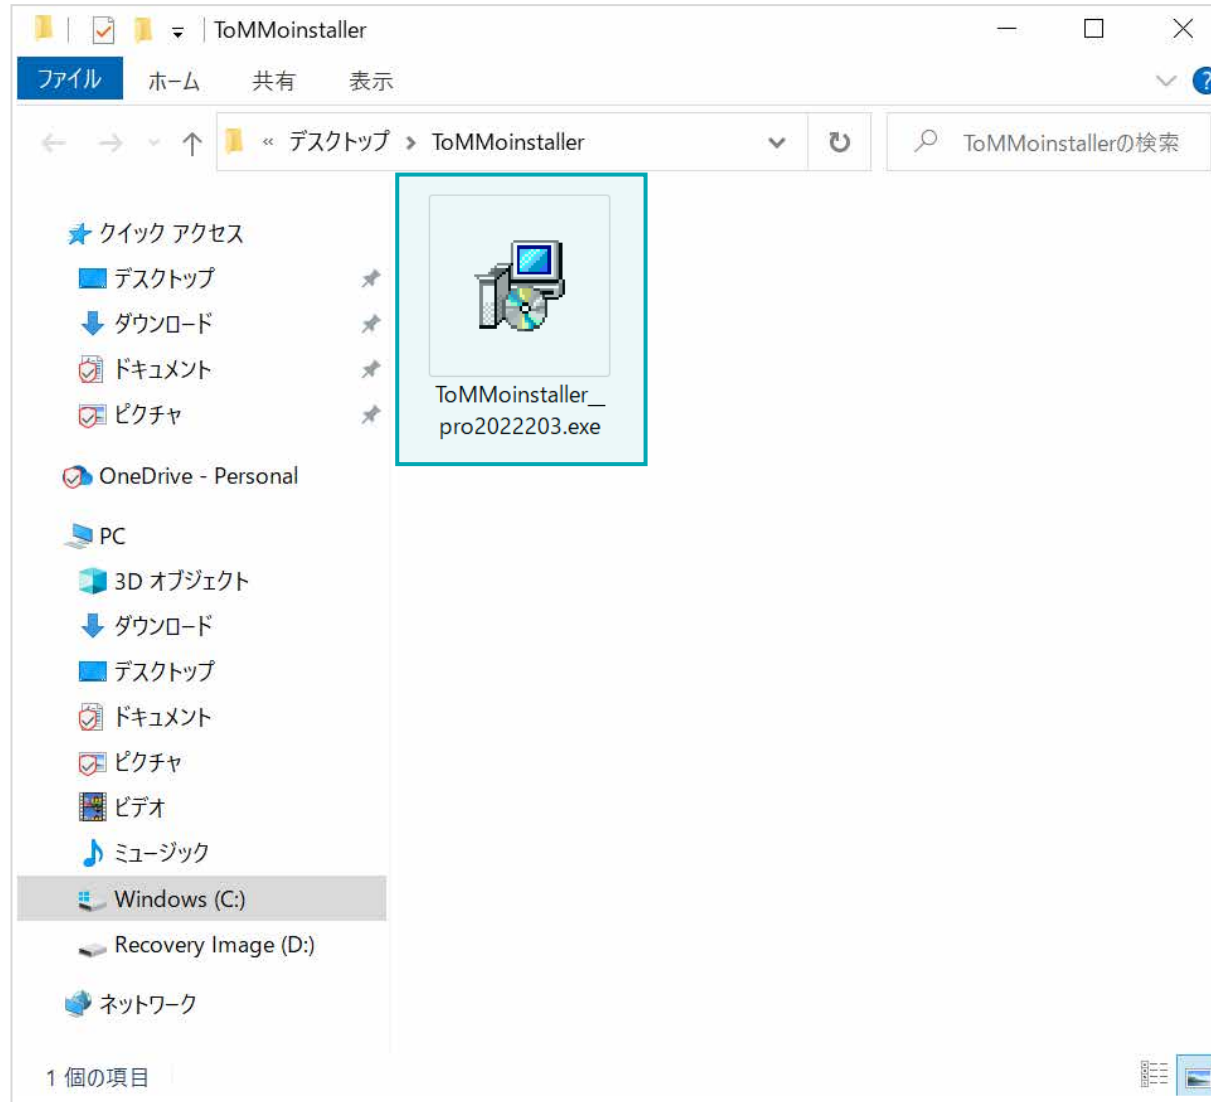 ToMMoinstaller
ファイル ホーム 共有 表示 ?
« デスクトップ ToMMoinstaller ToMMoinstallerの検索
クイック アクセス
デスクトップ
ダウンロード
ドキュメント
ピクチャ
OneDrive - Personal
PC
3D オブジェクト
ダウンロード
デスクトップ
ドキュメント
ピクチャ
ビデオ
ミュージック
Windows (C:)
Recovery Image (D:)
ネットワーク
ToMMoinstaller__
pro2022203.exe
1 個の項目